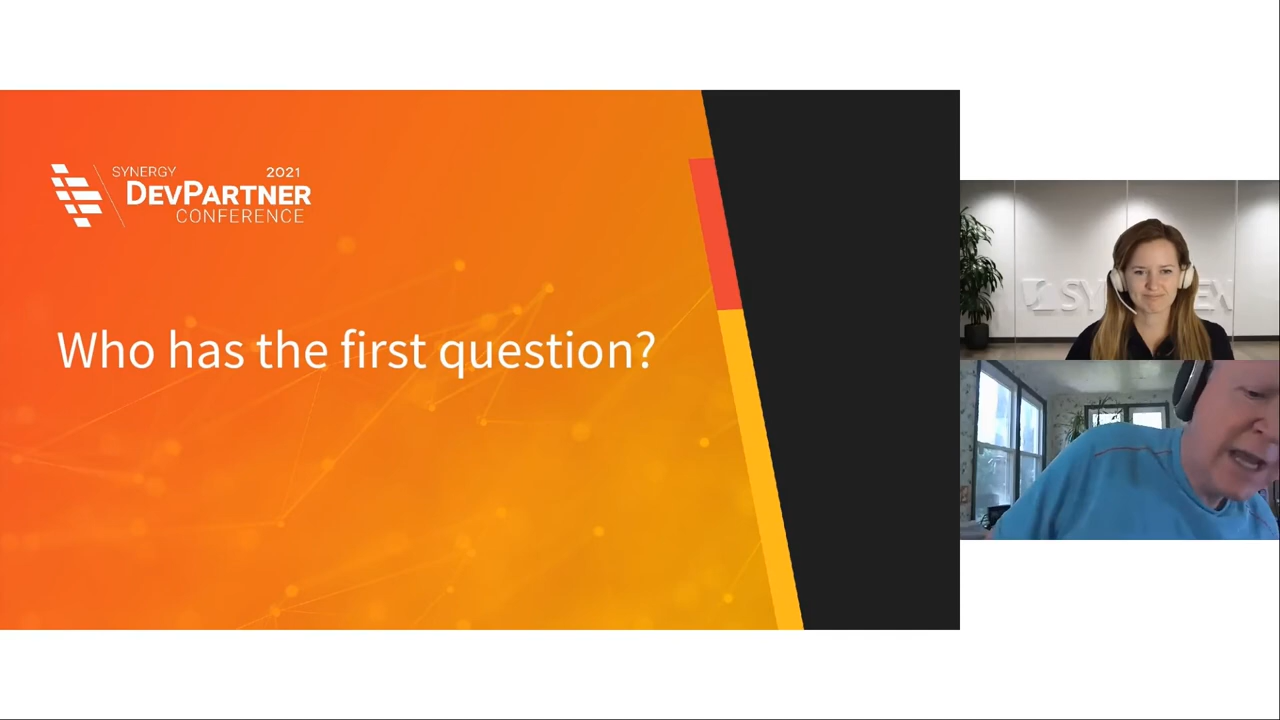 SYNERGY 2021
DEVPARTNER
CONFERENCE
Who has the first question?